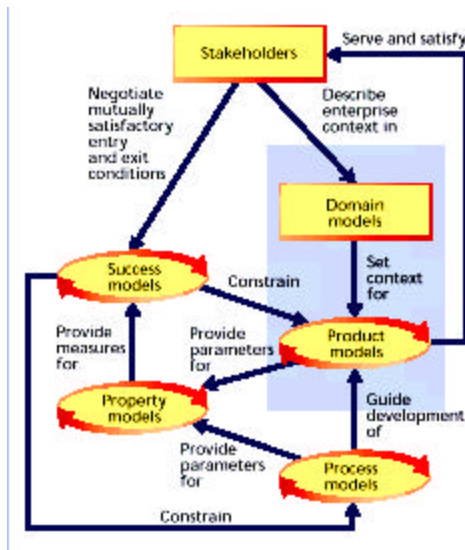 Serve and satisfy
Stakeholders
Negotiate
mutually
satisfactory
entry
and exit
conditions
Describe
enterprise
context in
Domain
models
Success
models
Constrain
Set
context
for
Provide
measures
for
Provide
parameters
for
Product
models
Property
models
Guide
development
of
Provide
parameters
for
Process
models
Constrain